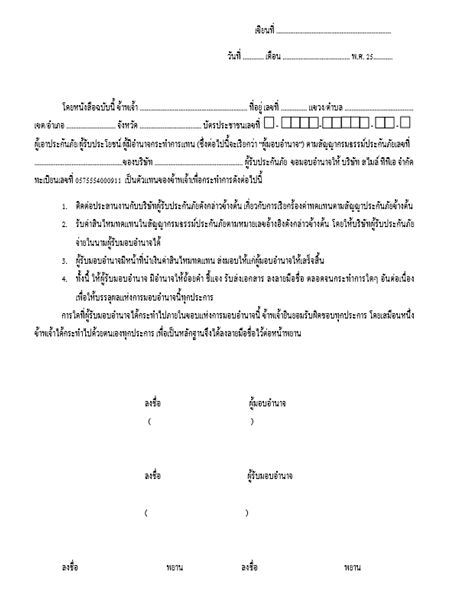 เขียนที่ ............................................................
วันที่ ............ เดือน ...................................... พ.ศ. 25...........
โดยหนังสือฉบับนี้ ข้าพเจ้า .......................................................... ที่อยู่ เลขที่ .............. แขวง/ตำบล ....................................
เขต/อำเภอ .......................... จังหวัด ............................. บัตรประชาชนเลขที่ □-□□□□-□□□□□-□□-□
ผู้เอาประกันภัย/ผู้รับประโยชน์/ผู้มีอำนาจกระทำการแทน (ซึ่งต่อไปนี้จะเรียกว่า "ผู้มอบอำนาจ") ตามสัญญากรมธรรม์ประกันภัยเลขที่
..............................................ของบริษัท .............................................. ผู้รับประกันภัย ขอมอบอำนาจให้ บริษัท สไมล์ ทีทีเอ จำกัด
ทะเบียนเลขที่ 0575554000911 เป็นตัวแทนของข้าพเจ้าเพื่อกระทำการดังต่อไปนี้
1. ติดต่อประสานงานกับบริษัทผู้รับประกันภัยดังกล่าวข้างต้น เกี่ยวกับการเรียกร้องค่าทดแทนตามสัญญาประกันภัยข้างต้น
2. รับค่าสินไหมทดแทนในสัญญากรมธรรม์ประกันภัยตามหมายเลขอ้างอิงดังกล่าวข้างต้น โดยให้บริษัทผู้รับประกันภัย
จ่ายในนามผู้รับมอบอำนาจได้
3. ผู้รับมอบอำนาจมีหน้าที่นำเงินค่าสินไหมทดแทน ส่งมอบให้แก่ผู้มอบอำนาจให้เสร็จสิ้น
4. ทั้งนี้ ให้ผู้รับมอบอำนาจ มีอำนาจให้ถ้อยคำ ชี้แจง รับส่งเอกสาร ลงลายมือชื่อ ตลอดจนกระทำการใดๆ อันต่อเนื่อง
เพื่อให้บรรลุผลแห่งการมอบอำนาจนี้ทุกประการ
การใดที่ผู้รับมอบอำนาจได้กระทำไปภายในขอบแห่งการมอบอำนาจนี้ ข้าพเจ้ายินยอมรับผิดชอบทุกประการ โดยเสมือนหนึ่ง
ข้าพเจ้าได้กระทำไปด้วยตนเองทุกประการ เพื่อเป็นหลักฐานจึงได้ลงลายมือชื่อไว้ต่อหน้าพยาน
ลงชื่อ ผู้มอบอำนาจ
( )
ลงชื่อ ผู้รับมอบอำนาจ
( )
ลงชื่อ พยาน ลงชื่อ พยาน